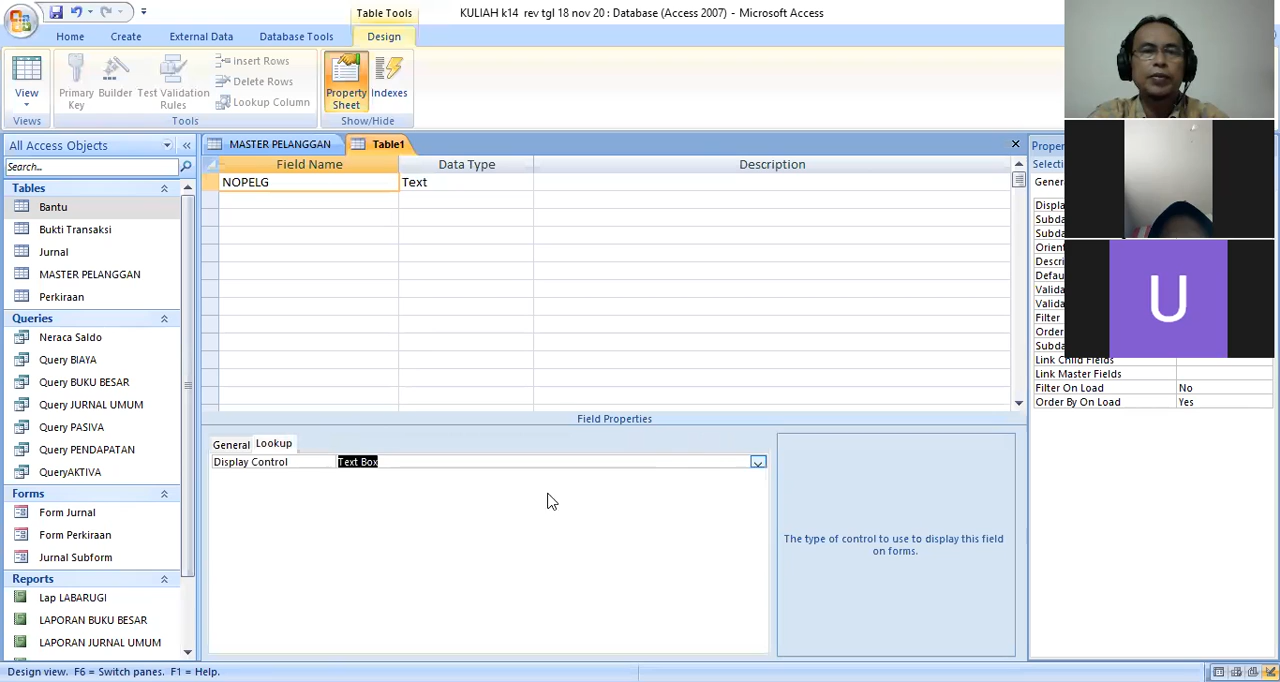 Table Tools
KULIAH k14 rev tgl 18 nov 20 : Database (Access 2007) - Microsoft Access
Home Create External Data Database Tools Design
View
Primary Key
Builder
Test Validation Rules
Insert Rows
Delete Rows
Lookup Column
Property Sheet
Indexes
Views Tools Show/Hide
All Access Objects
Search...
Tables
Bantu
Bukti Transaksi
Jurnal
MASTER PELANGGAN
Perkiraan
Queries
Neraca Saldo
Query BIAYA
Query BUKU BESAR
Query JURNAL UMUM
Query PASIVA
Query PENDAPATAN
QueryAKTIVA
Forms
Form Jurnal
Form Perkiraan
Jurnal Subform
Reports
Lap LABARUGI
LAPORAN BUKU BESAR
LAPORAN JURNAL UMUM
MASTER PELANGGAN Table1
Field Name Data Type Description
NOPELG Text
Field Properties
General Lookup
Display Control Text Box
The type of control to use to display this field
on forms.
Link Child Fields
Link Master Fields
Filter On Load No
Order By On Load Yes
U
Design view. F6 = Switch panes. F1 = Help.